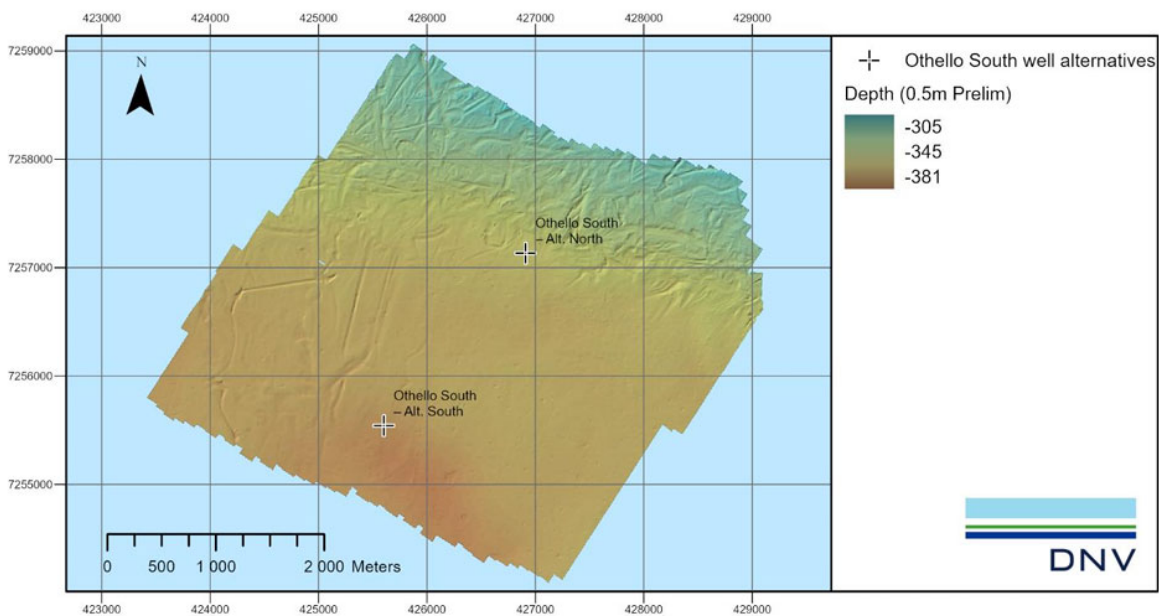 423000 424000 425000 426000 427000 428000 429000
7259000
N
Othello South well alternatives
Depth (0.5m Prelim)
-305
-345
-381
7258000
Othello South
– Alt. North
7257000
7256000
Othello South
– Alt. South
7255000
0 500 1 000 2 000 Meters
DNV
423000 424000 425000 426000 427000 428000 429000